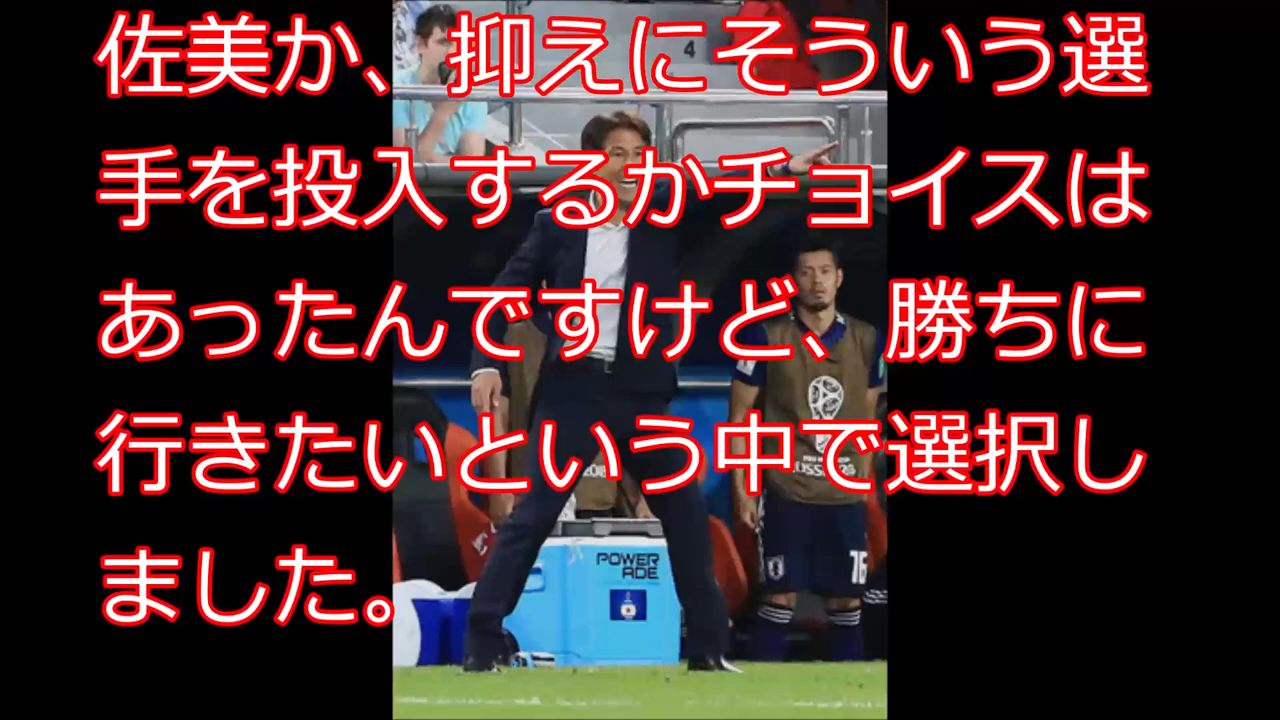 佐美か、抑えにそういう選
手を投入するかチョイスは
あったんですけど、勝ちに
行きたいという中で選択し
ました。
4
POWER
ADE
16